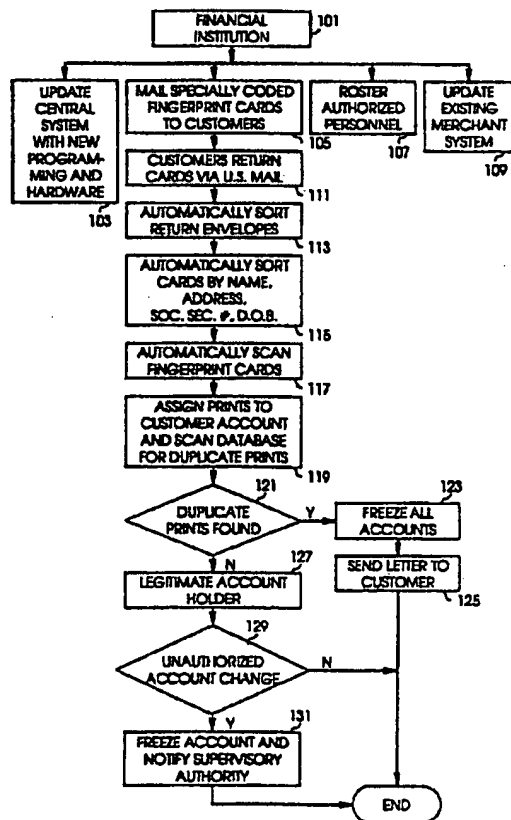 FINANCIAL
INSTITUTION
101
UPDATE
CENTRAL
SYSTEM
WITH NEW
PROGRAM-
MING AND
HARDWARE
103
MAIL SPECIALLY CODED
FINGERPRINT CARDS
TO CUSTOMERS
105
ROSTER
AUTHORIZED
PERSONNEL
107
UPDATE
EXISTING
MERCHANT
SYSTEM
109
CUSTOMERS RETURN
CARDS VIA U.S. MAIL
111
AUTOMATICALLY SORT
RETURN ENVELOPES
113
AUTOMATICALLY SORT
CARDS BY NAME,
ADDRESS,
SOC. SEC. #, D.O.B.
115
AUTOMATICALLY SCAN
FINGERPRINT CARDS
117
ASSIGN PRINTS TO
CUSTOMER ACCOUNT
AND SCAN DATABASE
FOR DUPLICATE PRINTS
119
121
DUPLICATE
PRINTS FOUND
Y
123
FREEZE ALL
ACCOUNTS
SEND LETTER TO
CUSTOMER
125
N
127
LEGITIMATE ACCOUNT
HOLDER
129
UNAUTHORIZED
ACCOUNT CHANGE
N
Y
131
FREEZE ACCOUNT AND
NOTIFY SUPERVISORY
AUTHORITY
END